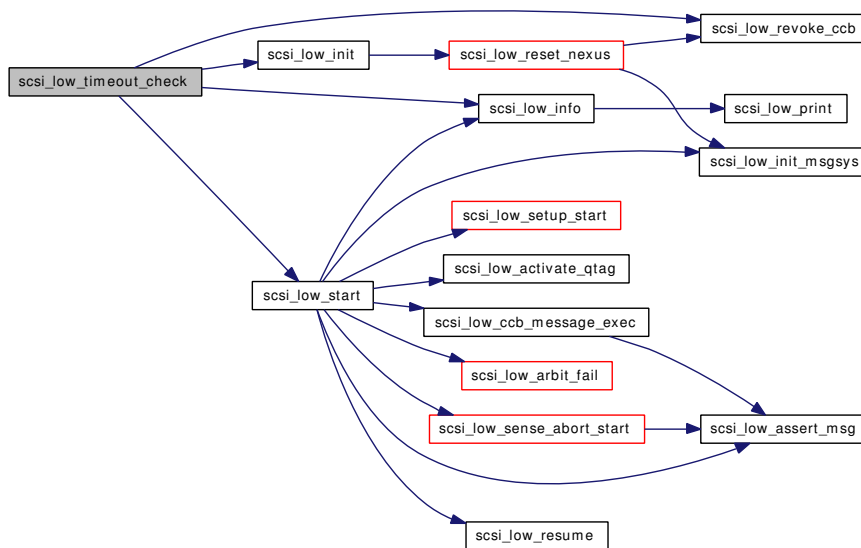 scsi_low_revoke_ccb
scsi_low_init
scsi_low_reset_nexus
scsi_low_timeout_check
scsi_low_info
scsi_low_print
scsi_low_init_msgsys
scsi_low_setup_start
scsi_low_activate_qtag
scsi_low_start
scsi_low_ccb_message_exec
scsi_low_arbit_fail
scsi_low_sense_abort_start
scsi_low_assert_msg
scsi_low_resume